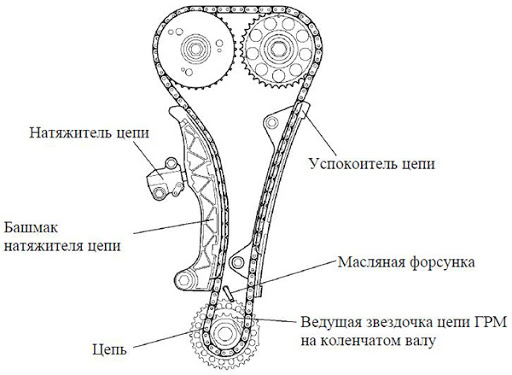 Натяжитель цепи
Успокоитель цепи
Башмак
натяжителя цепи
Масляная форсунка
Ведущая звездочка цепи ГРМ
на коленчатом валу
Цепь